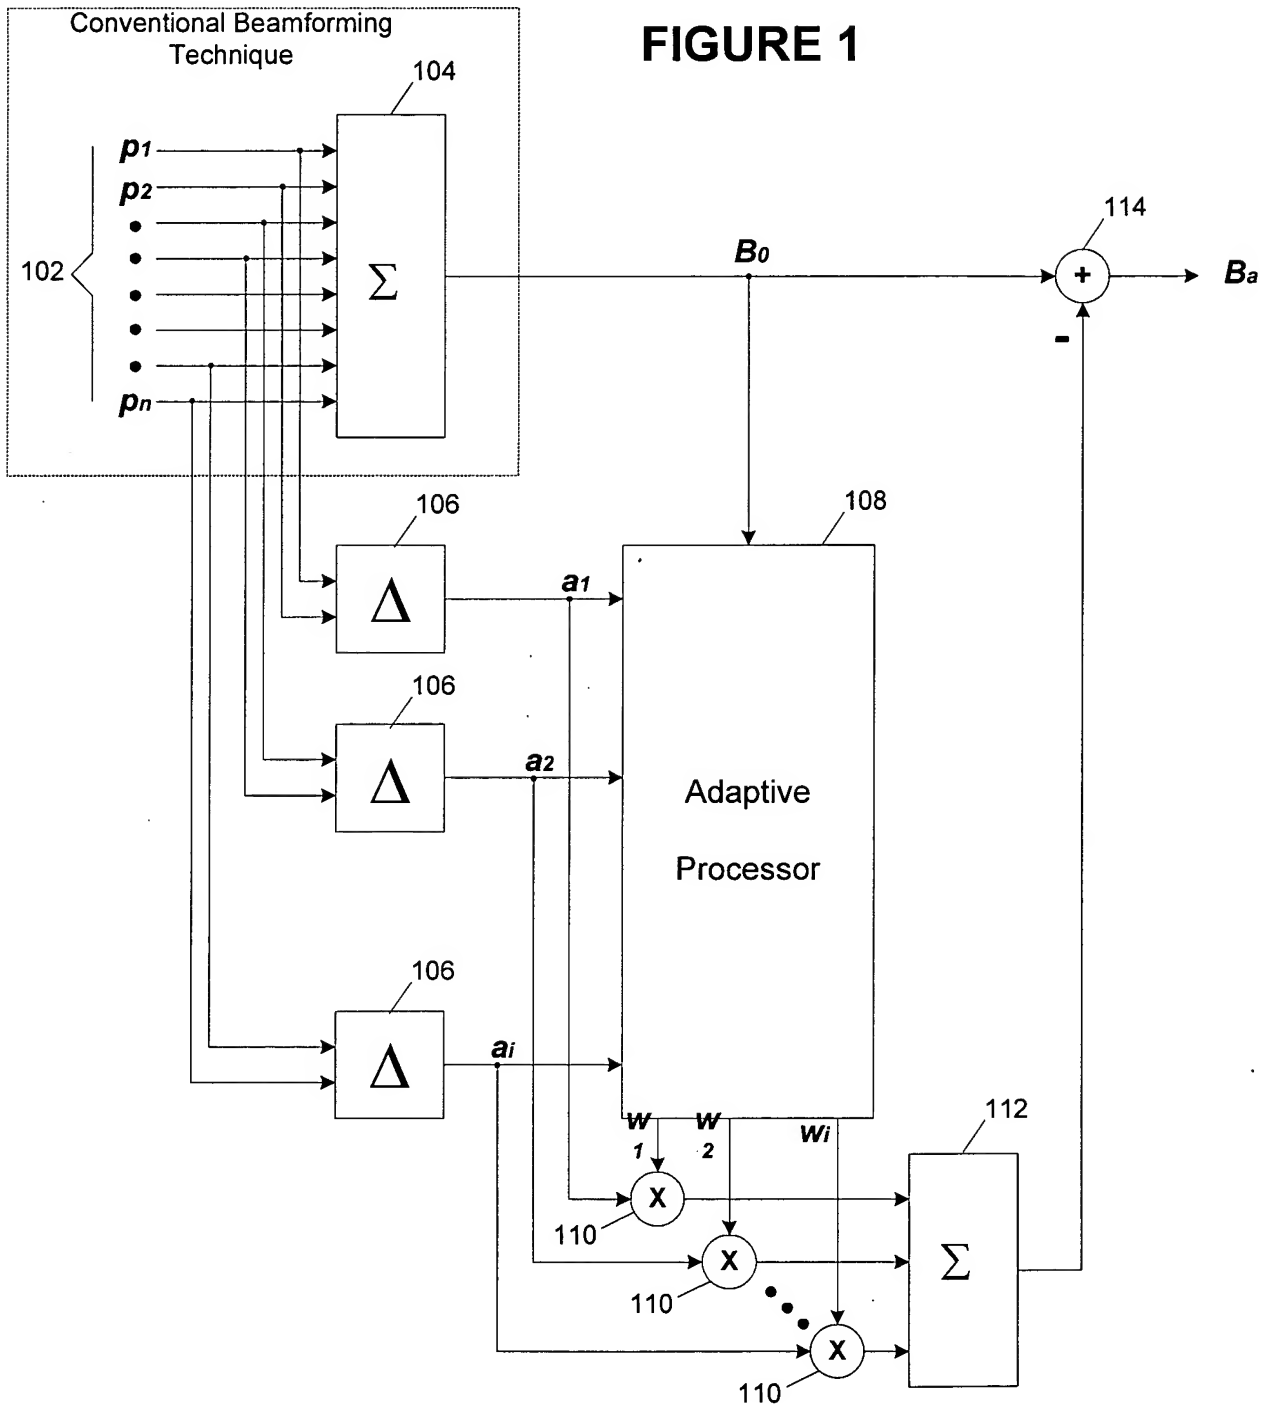 Conventional Beamforming
Technique
FIGURE 1
104
p1
p2
102
pn
Σ
B0
114
+
Ba
-
106
Δ
a1
108
106
Δ
a2
Adaptive
Processor
106
Δ
ai
w
1
w
2
wi
112
X
110
X
110
Σ
X
110